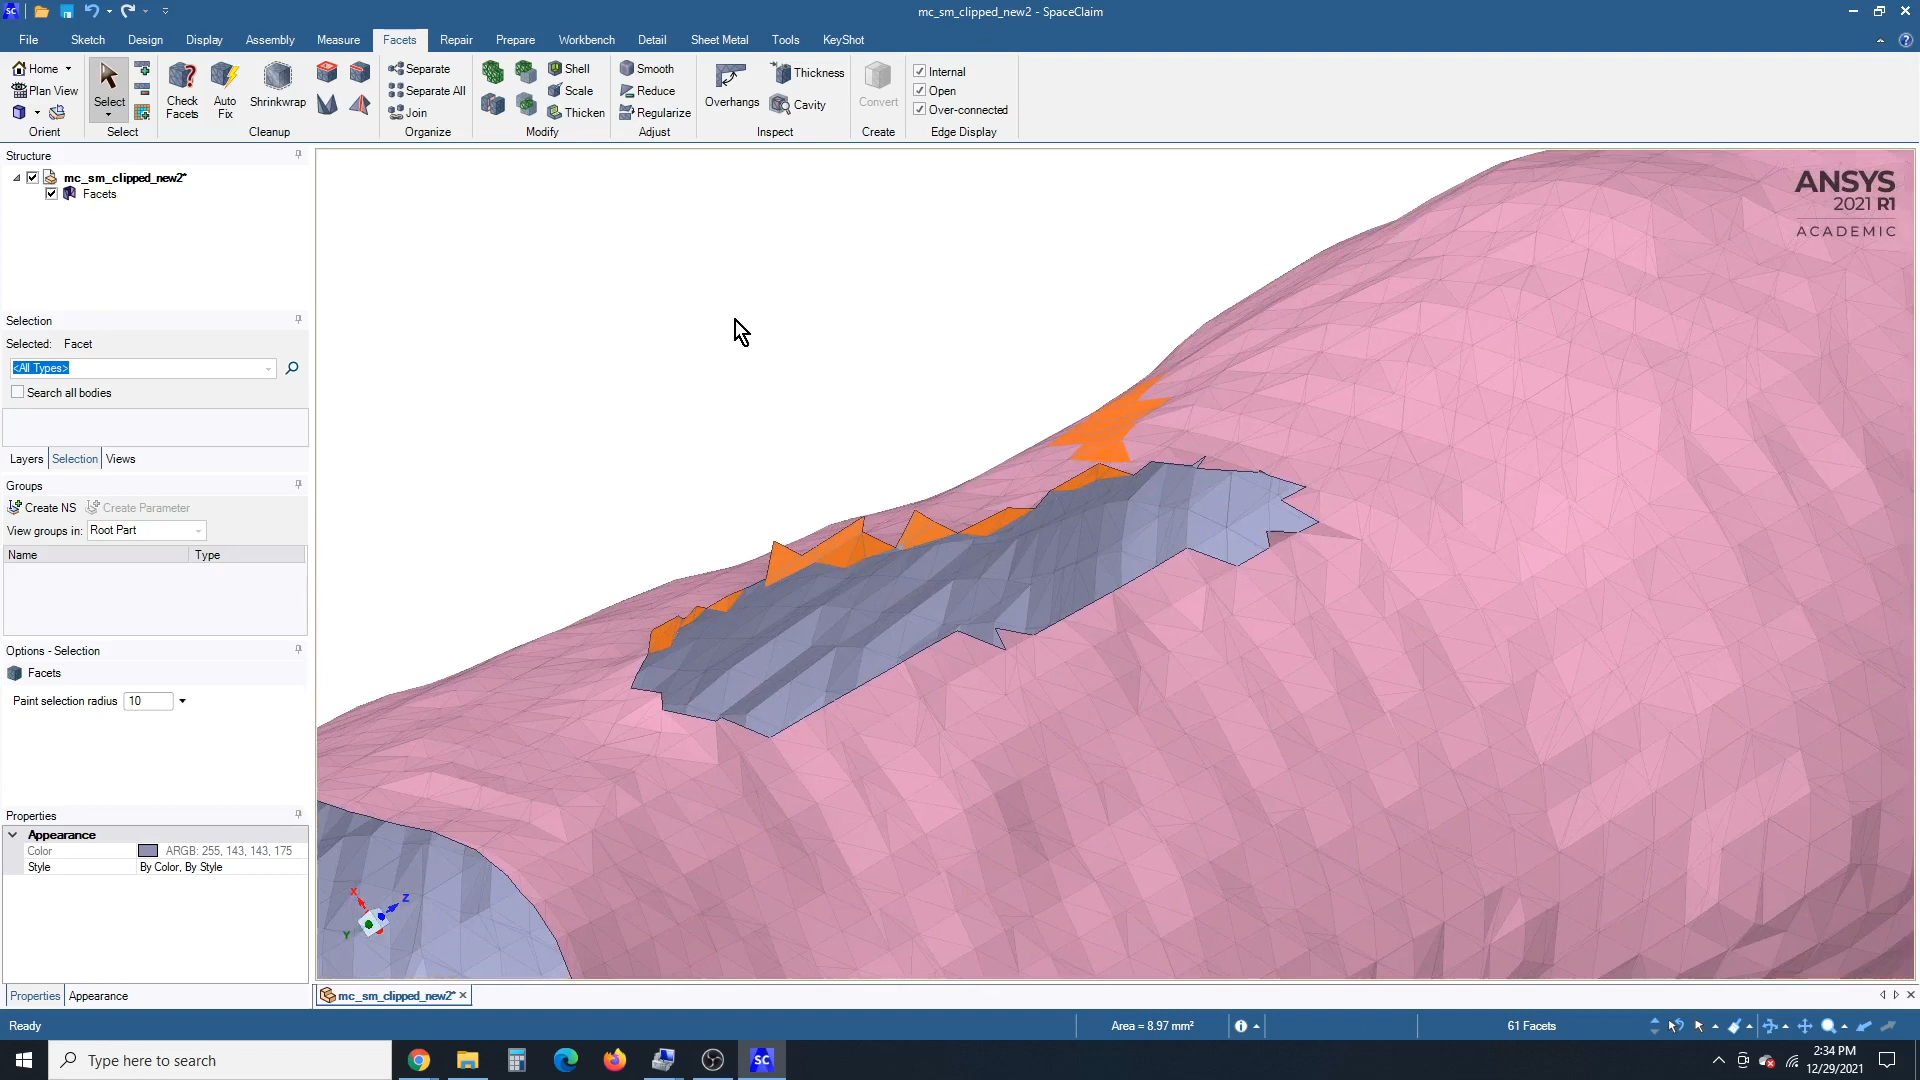 SC
mc_sm_clipped_new2 - SpaceClaim
File Sketch Design Display Assembly Measure Facets Repair Prepare Workbench Detail Sheet Metal Tools KeyShot
Home
Plan View
Orient
Select
Select
Check Facets
Auto Fix
Shrinkwrap
Cleanup
Separate
Separate All
Join
Organize
Shell
Scale
Thicken
Modify
Smooth
Reduce
Regularize
Adjust
Overhangs
Thickness
Cavity
Inspect
Convert
Create
Internal
Open
Over-connected
Edge Display
Structure
mc_sm_clipped_new2*
Facets
Selection
Selected: Facet
<All Types>
Search all bodies
Layers Selection Views
Groups
Create NS Create Parameter
View groups in: Root Part
Name Type
Options - Selection
Facets
Paint selection radius 10
Properties
Appearance
Color ARGB: 255, 143, 143, 175
Style By Color, By Style
Properties Appearance
ANSYS
2021 R1
ACADEMIC
X
Z
Y
mc_sm_clipped_new2*
Ready
Area = 8.97 mm²
61 Facets
Type here to search
SC
2:34 PM
12/29/2021